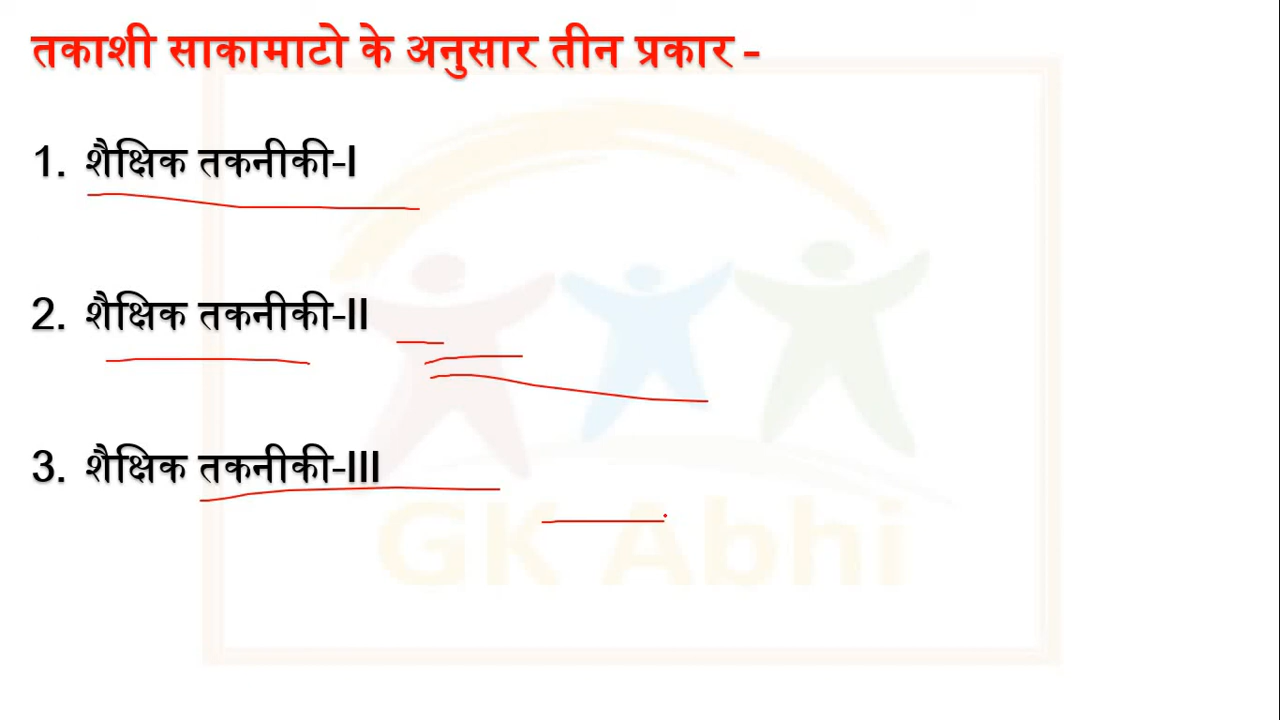 तकाशी साकामाटो के अनुसार तीन प्रकार -
1. शैक्षिक तकनीकी-I
2. शैक्षिक तकनीकी-II
3. शैक्षिक तकनीकी-III
GK Abhi